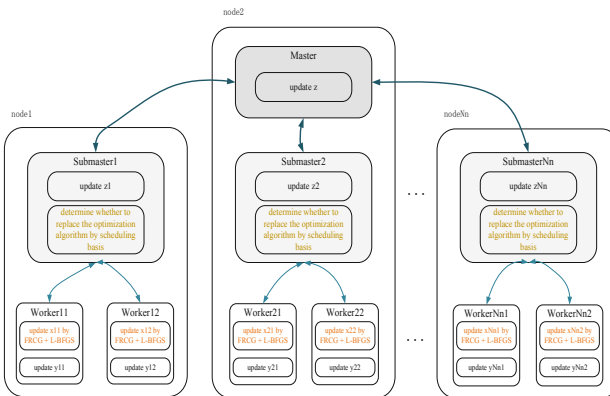 node2
Master
update z
node1
nodeNn
Submaster1
update z1
determine whether to
replace the optimization
algorithm by scheduling
basis
Submaster2
update z2
determine whether to
replace the optimization
algorithm by scheduling
basis
...
SubmasterNn
update zNn
determine whether to
replace the optimization
algorithm by scheduling
basis
Worker11
update x11 by
FRCG + L-BFGS
update y11
Worker12
update x12 by
FRCG + L-BFGS
update y12
Worker21
update x21 by
FRCG + L-BFGS
update y21
Worker22
update x22 by
FRCG + L-BFGS
update y22
...
WorkerNn1
update xNn1 by
FRCG + L-BFGS
update yNn1
WorkerNn2
update xNn2 by
FRCG + L-BFGS
update yNn2